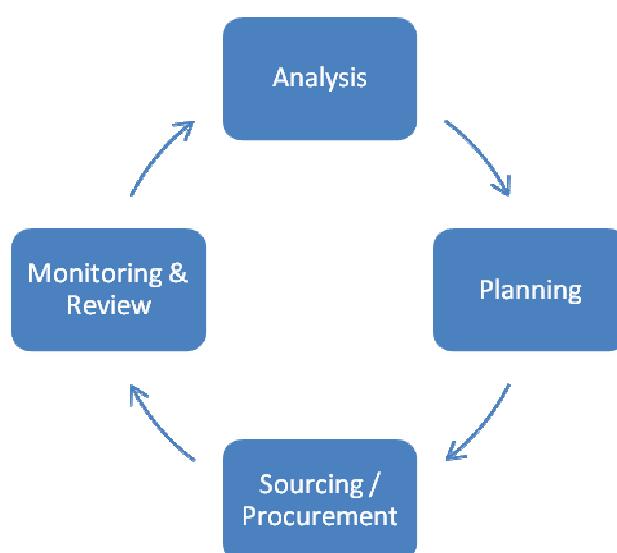 Analysis
Planning
Sourcing /
Procurement
Monitoring &
Review